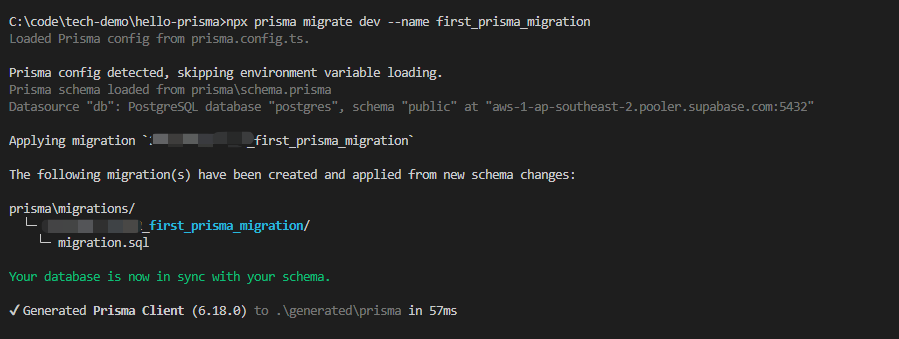 C:\code\tech-demo\hello-prisma>npx prisma migrate dev --name first_prisma_migration
Loaded Prisma config from prisma.config.ts.
Prisma config detected, skipping environment variable loading.
Prisma schema loaded from prisma\schema.prisma
Datasource "db": PostgreSQL database "postgres", schema "public" at "aws-1-ap-southeast-2.pooler.supabase.com:5432"
Applying migration `_first_prisma_migration`
The following migration(s) have been created and applied from new schema changes:
prisma\migrations/
└─ _first_prisma_migration/
└─ migration.sql
Your database is now in sync with your schema.
✔ Generated Prisma Client (6.18.0) to .\generated\prisma in 57ms